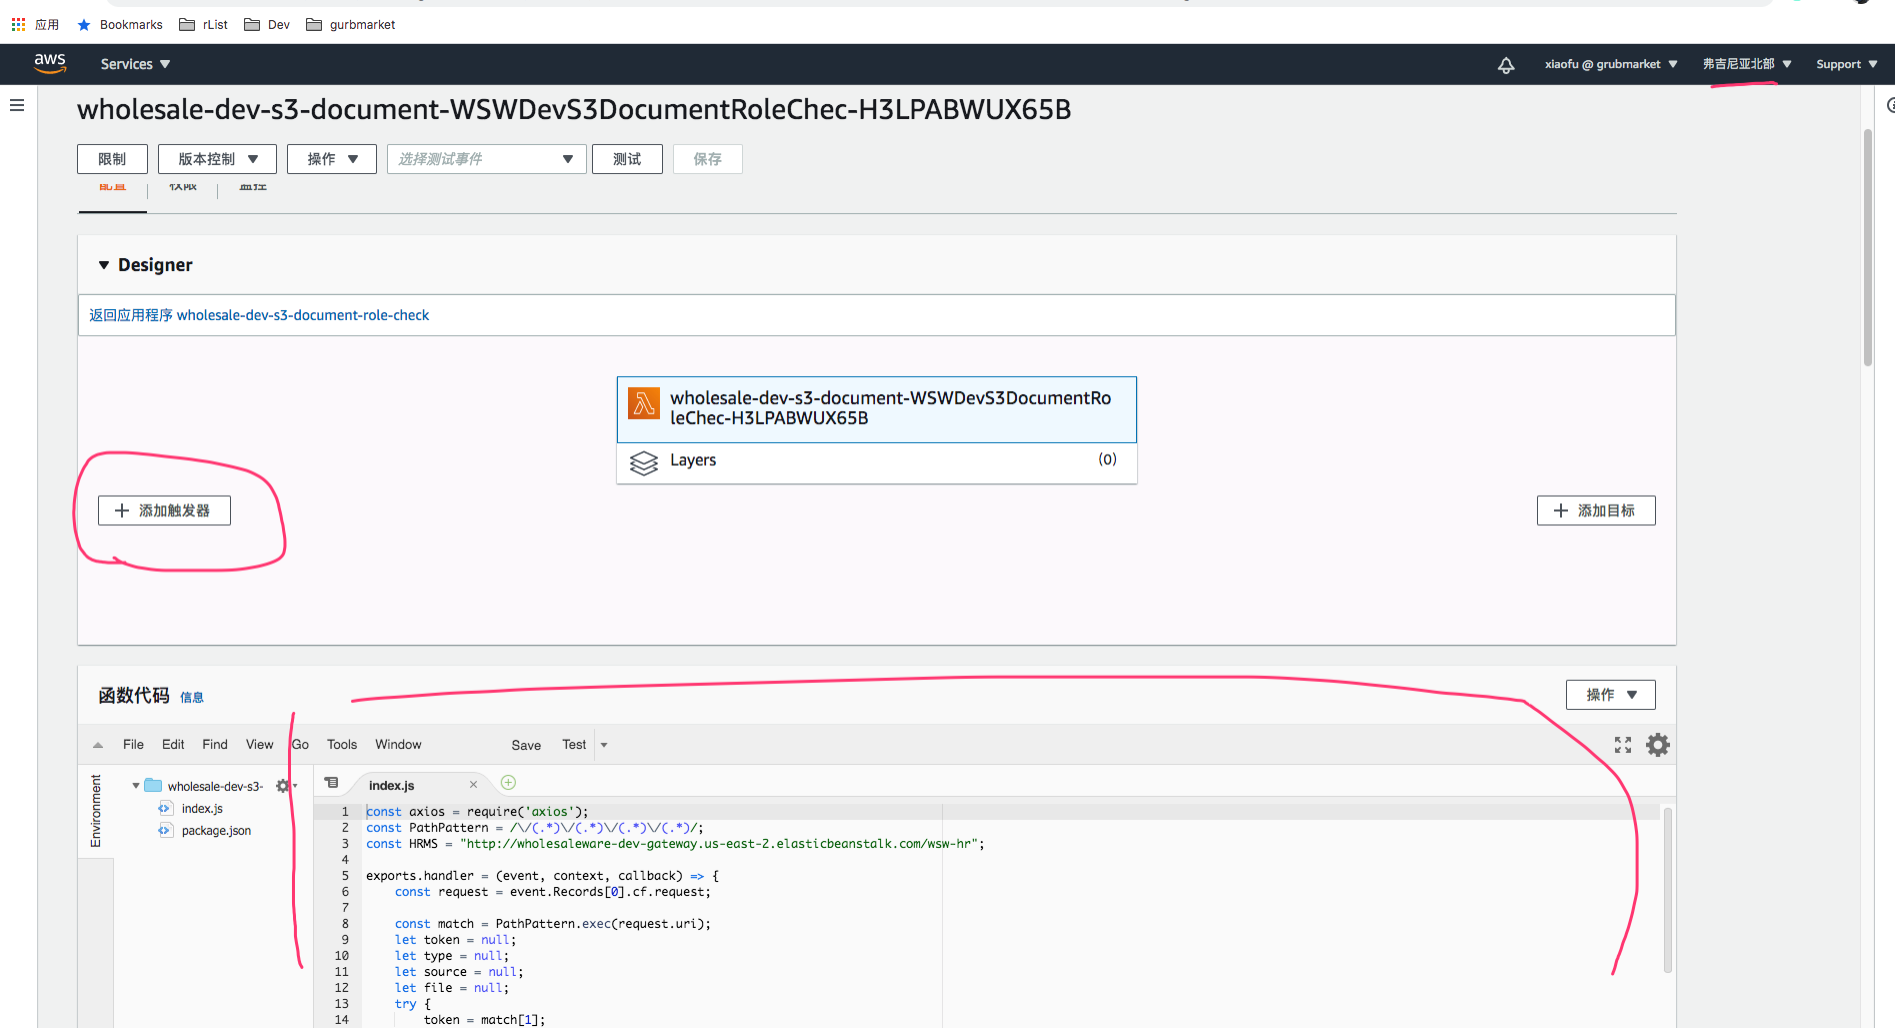 应用 Bookmarks rList Dev gurbmarket
aws Services xiaofu @ grubmarket 弗吉尼亚北部 Support
wholesale-dev-s3-document-WSWDevS3DocumentRoleChec-H3LPABWUX65B
限制 版本控制 操作 选择测试事件 测试 保存
配置 权限 监控
Designer
返回应用程序 wholesale-dev-s3-document-role-check
wholesale-dev-s3-document-WSWDevS3DocumentRo
leChec-H3LPABWUX65B
Layers (0)
添加触发器 添加目标
函数代码 信息 操作
File Edit Find View Go Tools Window Save Test
Environment
wholesale-dev-s3-
index.js
package.json
index.js
1 const axios = require('axios');
2 const PathPattern = /\/(.*)\/(.*)\/(.*)\/(.*)/;
3 const HRMS = "http://wholesaleware-dev-gateway.us-east-2.elasticbeanstalk.com/wsw-hr";
4
5 exports.handler = (event, context, callback) => {
6 const request = event.Records[0].cf.request;
7
8 const match = PathPattern.exec(request.uri);
9 let token = null;
10 let type = null;
11 let source = null;
12 let file = null;
13 try {
14 token = match[1];